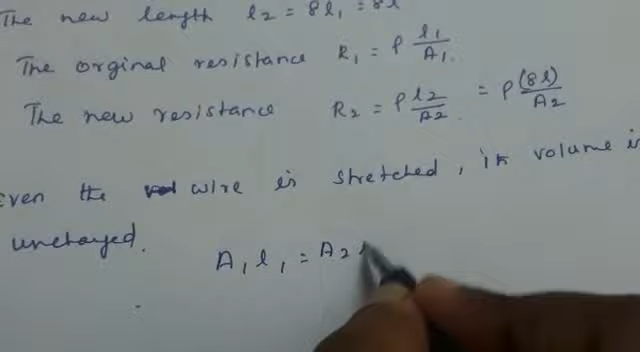 The new length l2 = 8l1 = 8l
The orginal resistance R1 = ρ l1/A1.
The new resistance R2 = ρ l2/A2. = ρ(8l)/A2
even the wire is stretched, its volume is
unchayed.
A1 l1 = A2 l